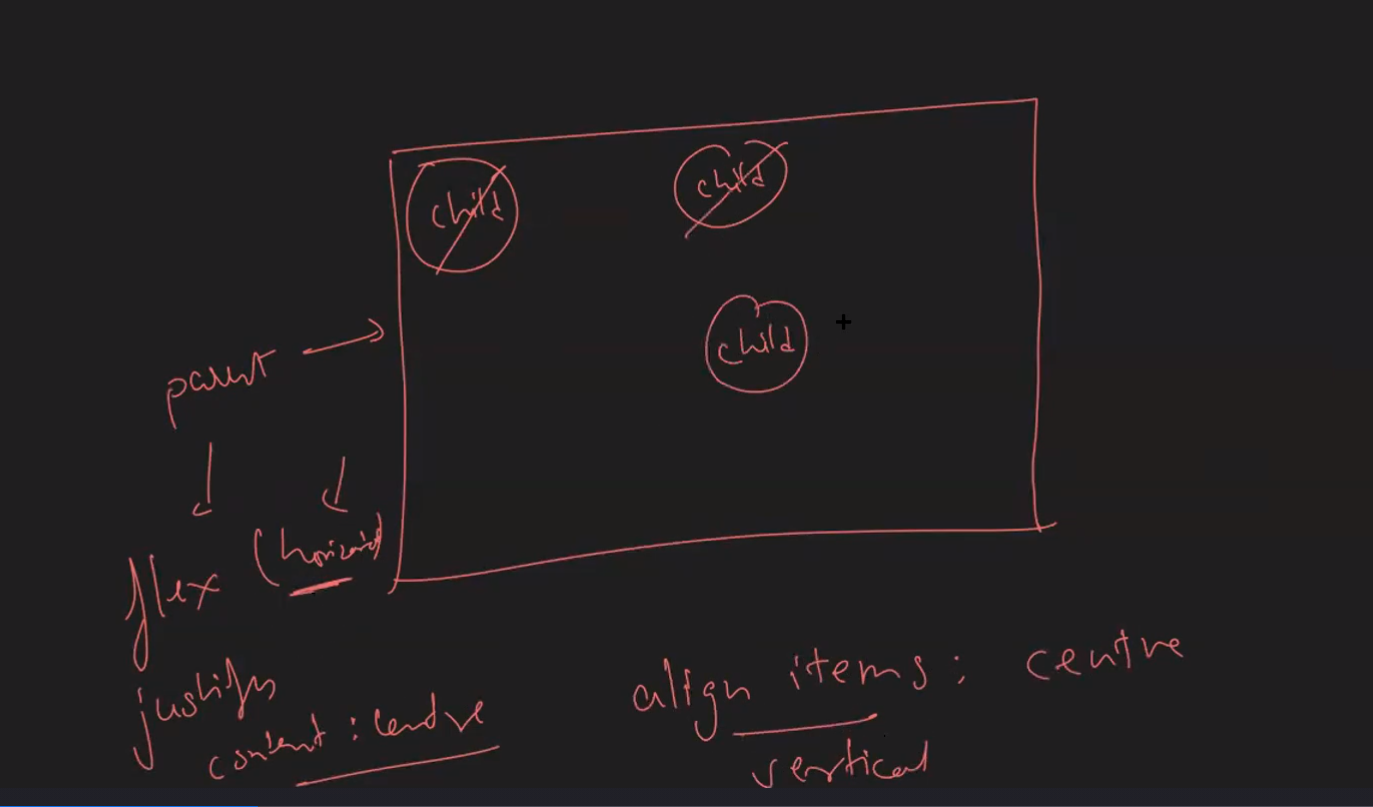 child
child
child
parent
flex (horizontal)
justify
content : centre
align items : centre
vertical